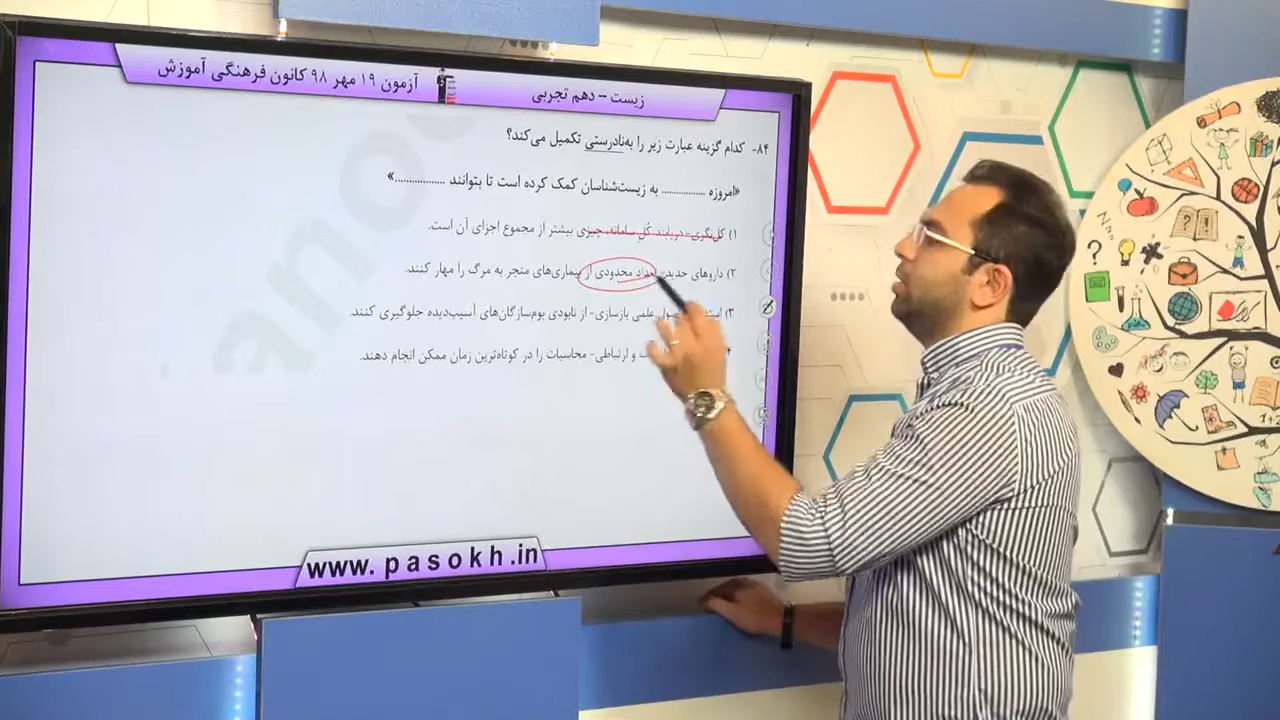 آزمون ۱۹ مهر ۹۸ کانون فرهنگی آموزش
زیست - دهم تجربی
۸۴- کدام گزینه عبارت زیر را به‌نادرستی تکمیل می‌کند؟
«امروزه ................ به زیست‌شناسان کمک کرده است تا بتوانند ................»
۱) کل‌نگری- دریابند کُل سامانه، چیزی بیشتر از مجموع اجزای آن است.
۲) داروهای جدید- تعداد محدودی از بیماری‌های منجر به مرگ را مهار کنند.
۳) علمی بازسازی- از نابودی بوم‌سازگان‌های آسیب‌دیده جلوگیری کنند.
و ارتباطی- محاسبات را در کوتاه‌ترین زمان ممکن انجام دهند.
www.pasokh.in